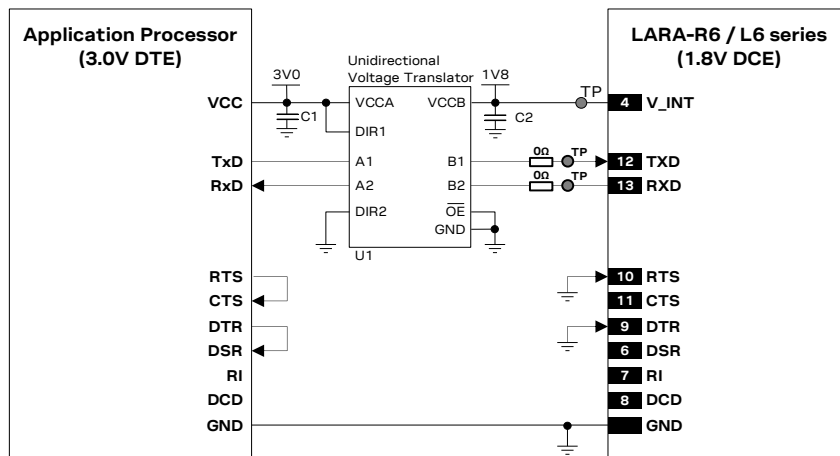 Application Processor
(3.0V DTE)
LARA-R6 / L6 series
(1.8V DCE)
Unidirectional
Voltage Translator
3V0
1V8
TP
VCC
C1
VCCA
VCCB
C2
4
V_INT
DIR1
0Ω
TP
TxD
A1
B1
12
TXD
0Ω
TP
RxD
A2
B2
13
RXD
DIR2
OE
GND
U1
RTS
10
RTS
CTS
11
CTS
DTR
9
DTR
DSR
6
DSR
RI
7
RI
DCD
8
DCD
GND
GND